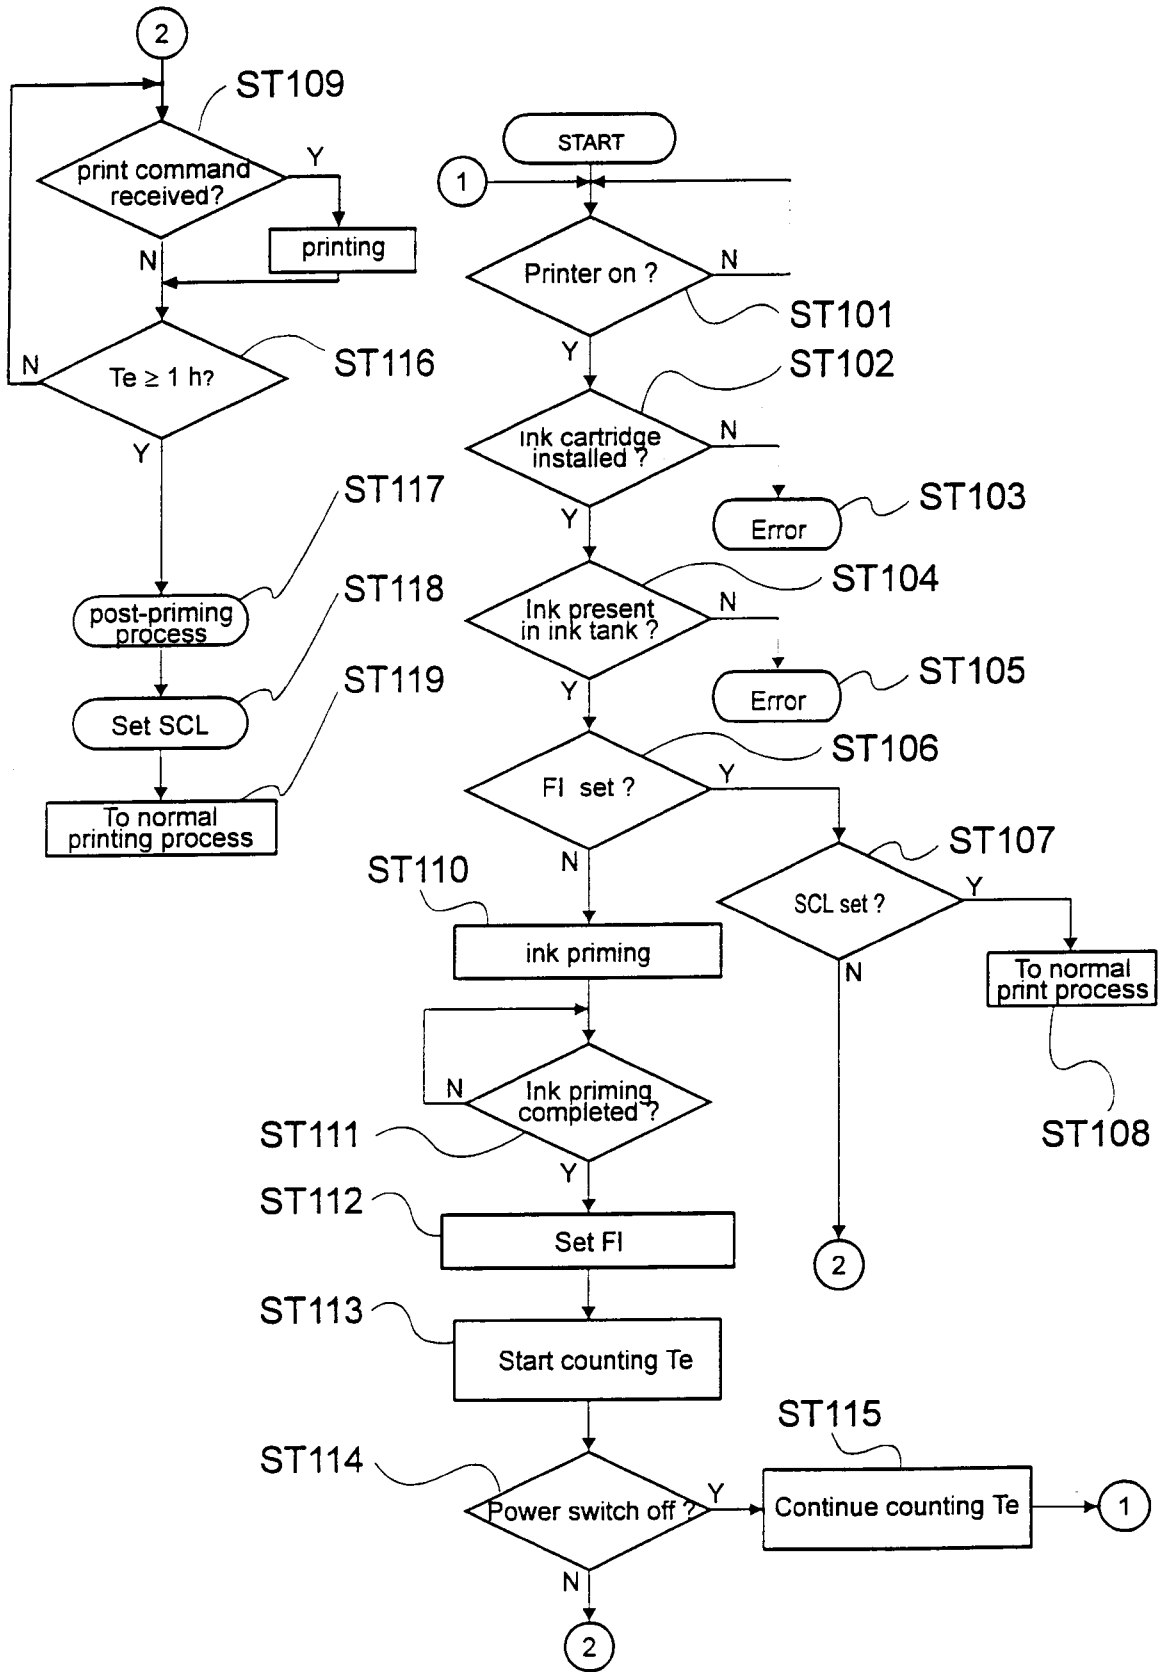 2
ST109
print command
received?
Y
printing
N
ST116
Te ≥ 1 h?
N
Y
ST117
post-priming
process
ST118
Set SCL
ST119
To normal
printing process
START
1
Printer on ?
N
ST101
Y
ST102
Ink cartridge
installed ?
N
ST103
Error
Y
ST104
Ink present
in ink tank ?
N
ST105
Error
Y
ST106
FI set ?
Y
N
ST107
SCL set ?
Y
N
To normal
print process
ST108
2
ST110
ink priming
Ink priming
completed ?
N
ST111
Y
ST112
Set FI
ST113
Start counting Te
ST114
Power switch off ?
Y
ST115
Continue counting Te
1
N
2